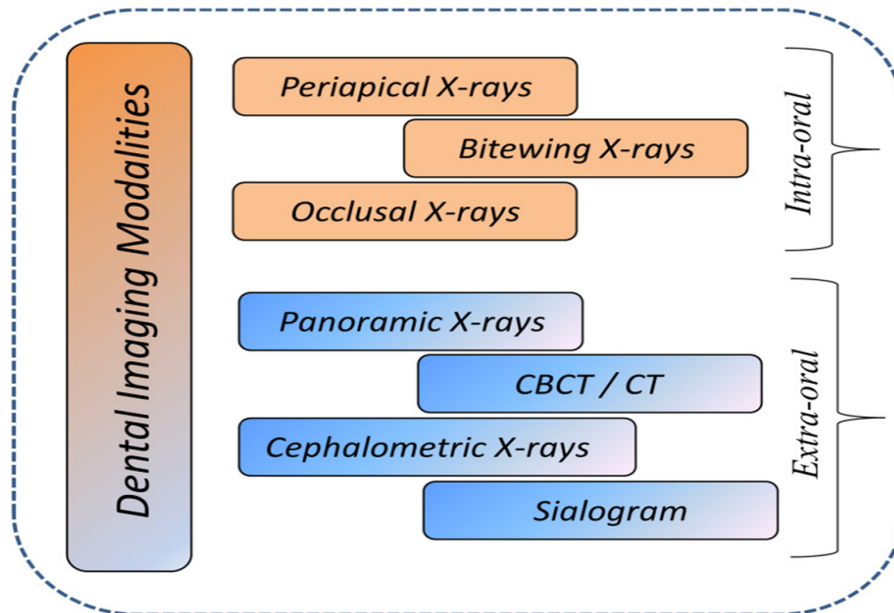 Dental Imaging Modalities
Periapical X-rays
Bitewing X-rays
Occlusal X-rays
Intra-oral
Panoramic X-rays
CBCT / CT
Cephalometric X-rays
Sialogram
Extra-oral